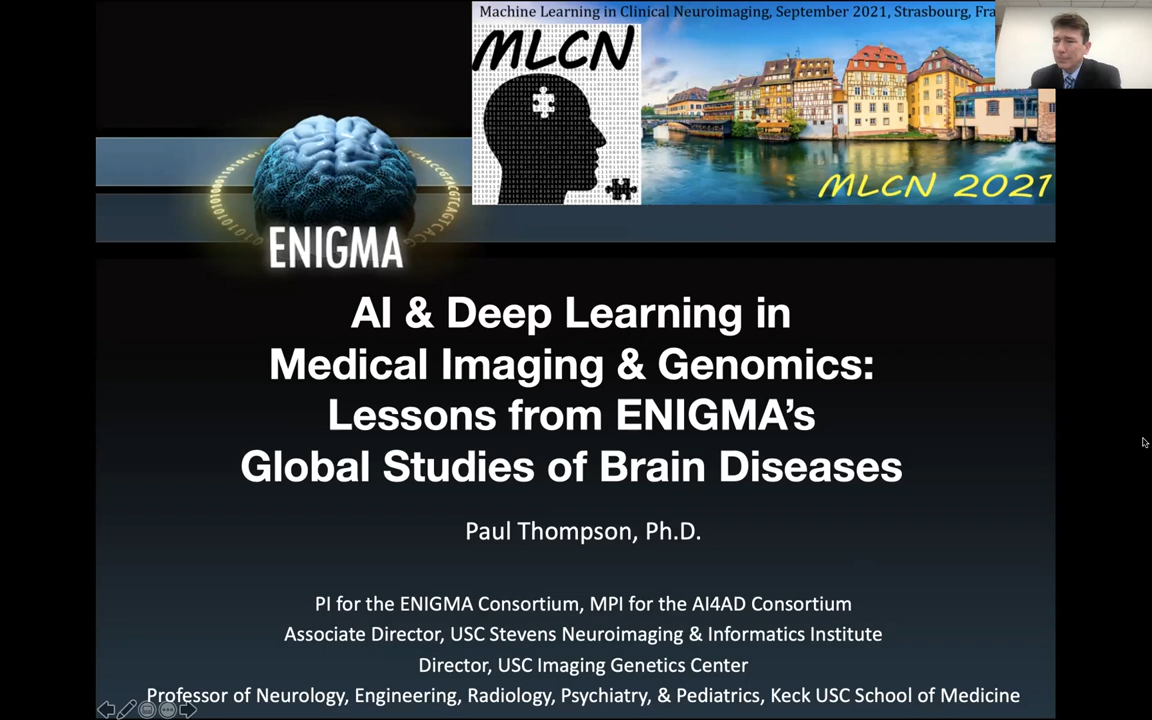 Machine Learning in Clinical Neuroimaging, September 2021, Strasbourg, Fra
MLCN
MLCN 2021
ENIGMA
AI & Deep Learning in
Medical Imaging & Genomics:
Lessons from ENIGMA’s
Global Studies of Brain Diseases
Paul Thompson, Ph.D.
PI for the ENIGMA Consortium, MPI for the AI4AD Consortium
Associate Director, USC Stevens Neuroimaging & Informatics Institute
Director, USC Imaging Genetics Center
Professor of Neurology, Engineering, Radiology, Psychiatry, & Pediatrics, Keck USC School of Medicine